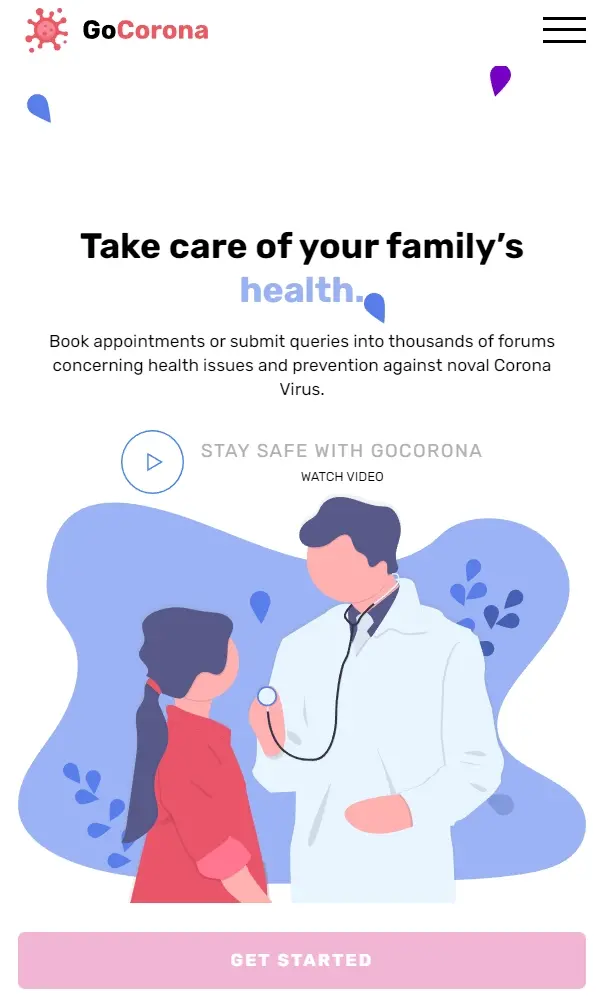 GoCorona
Take care of your family’s
health.
Book appointments or submit queries into thousands of forums
concerning health issues and prevention against noval Corona
Virus.
STAY SAFE WITH GOCORONA
WATCH VIDEO
GET STARTED